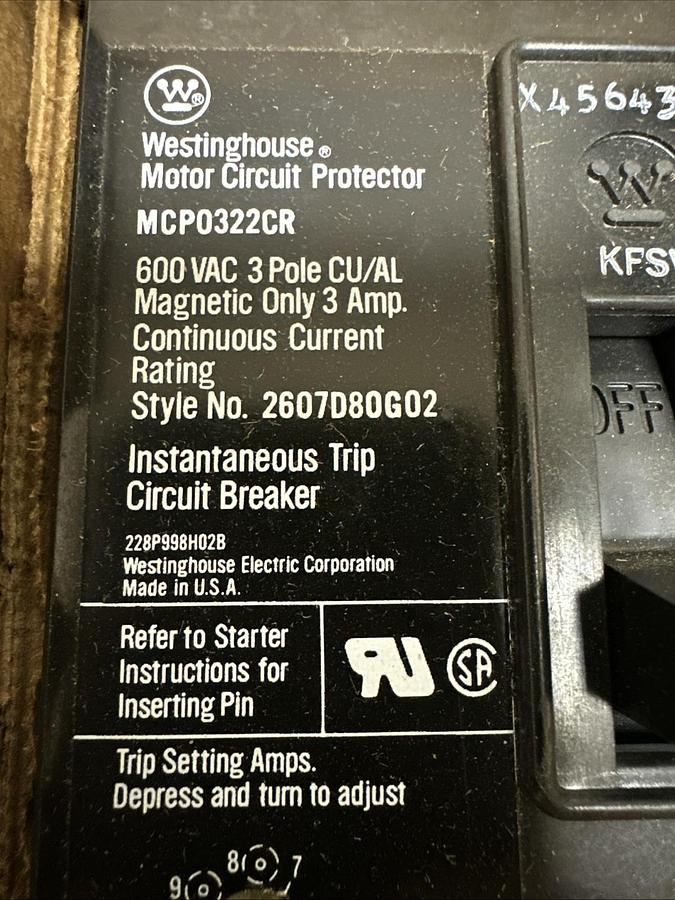 Westinghouse®
Motor Circuit Protector
MCP0322CR
600 VAC 3 Pole CU/AL
Magnetic Only 3 Amp.
Continuous Current
Rating
Style No. 2607D80G02
Instantaneous Trip
Circuit Breaker
228P998H02B
Westinghouse Electric Corporation
Made in U.S.A.
Refer to Starter
Instructions for
Inserting Pin
Trip Setting Amps.
Depress and turn to adjust
9 8 7
X45643
W
KFS
OFF